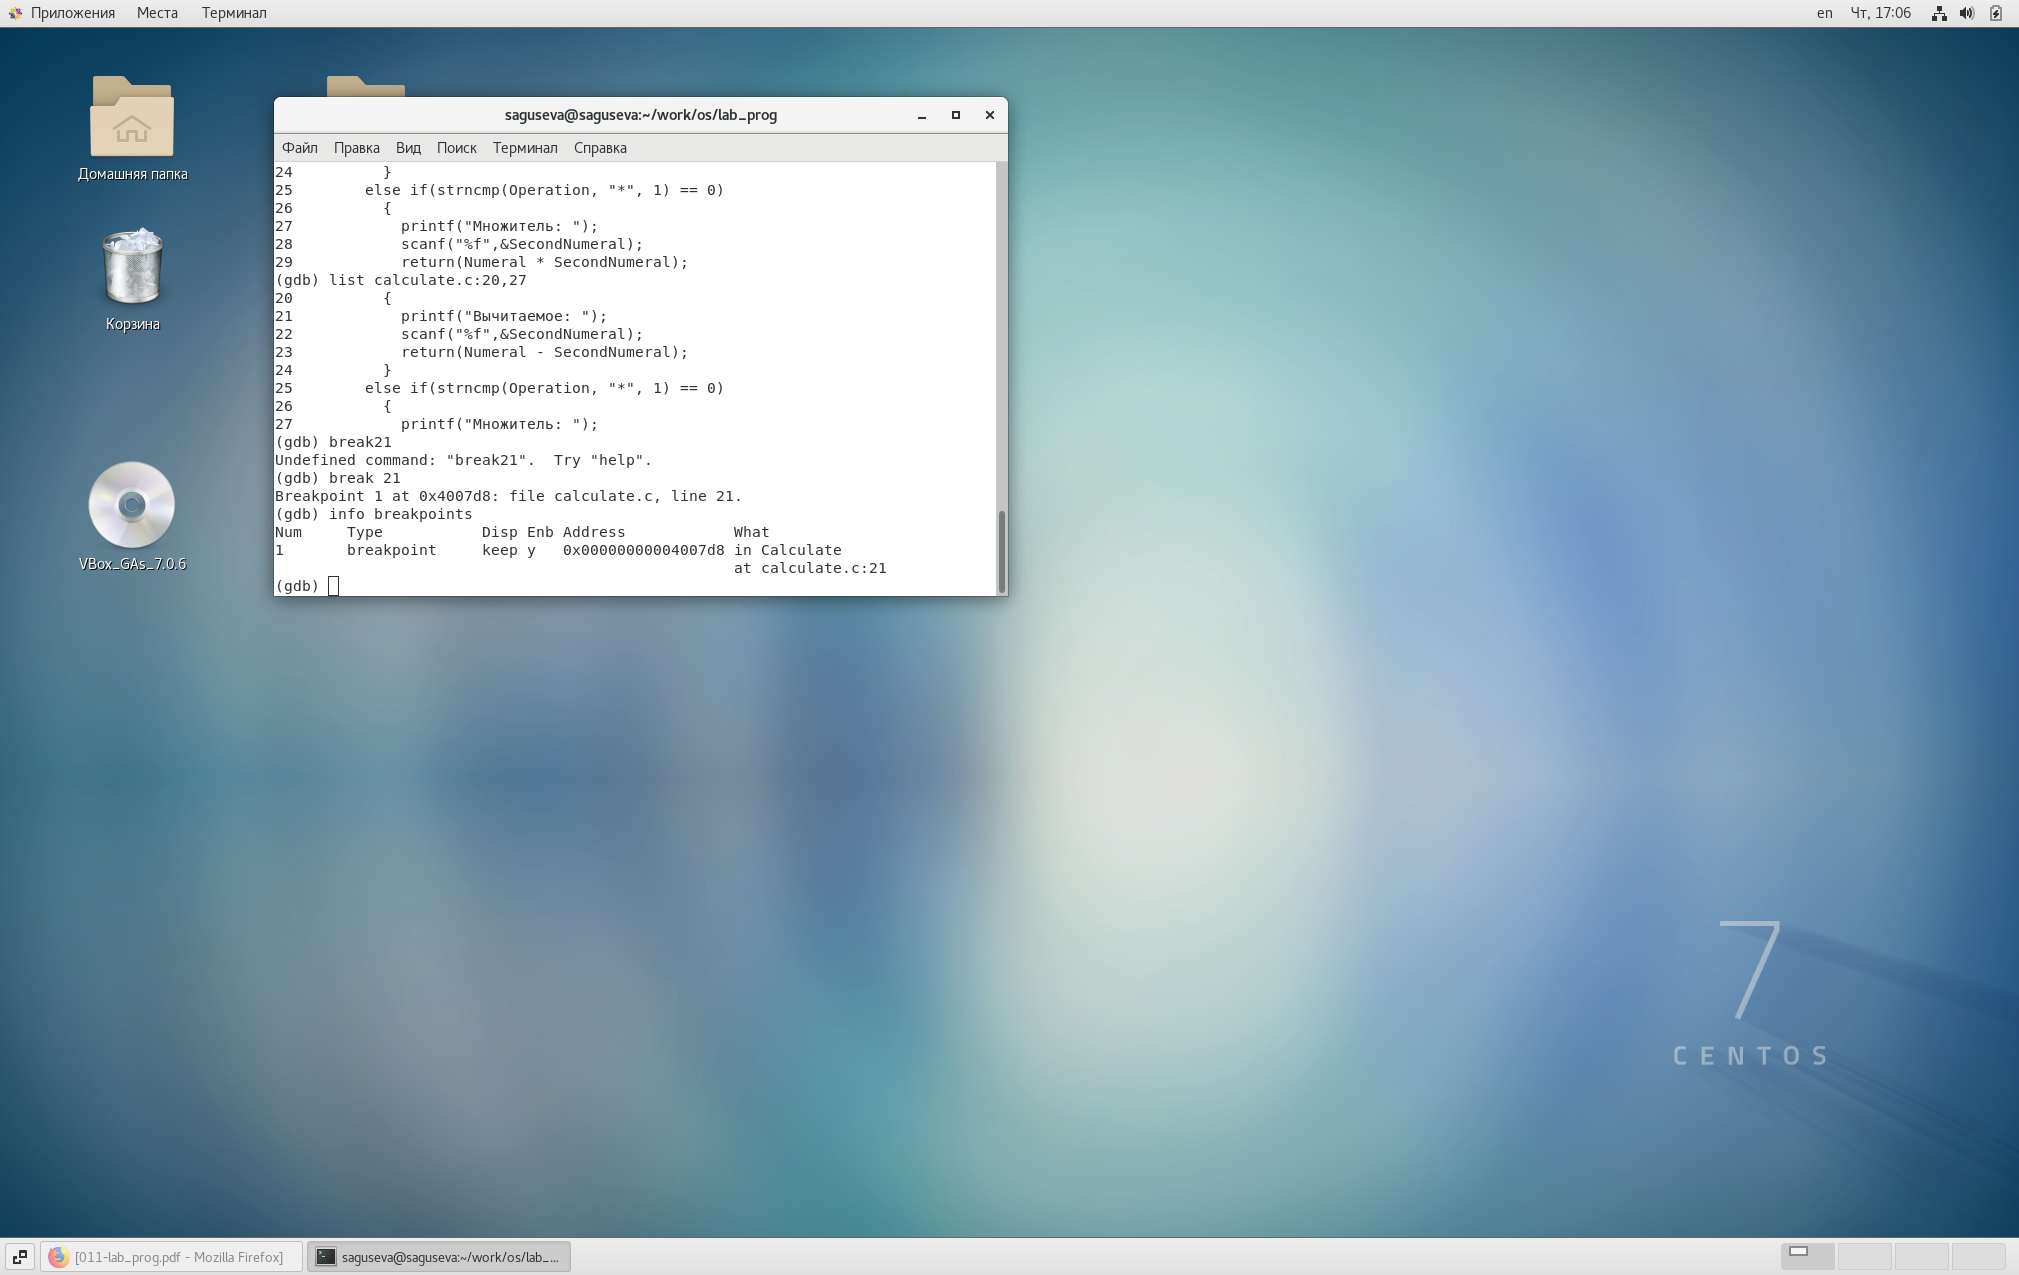 Приложения Места Терминал en Чт, 17:06
Домашняя папка
Корзина
VBox_GAs_7.0.6
saguseva@saguseva:~/work/os/lab_prog
Файл Правка Вид Поиск Терминал Справка
24          }
25        else if(strncmp(Operation, "*", 1) == 0)
26          {
27            printf("Множитель: ");
28            scanf("%f",&SecondNumeral);
29            return(Numeral * SecondNumeral);
(gdb) list calculate.c:20,27
20          {
21            printf("Вычитаемое: ");
22            scanf("%f",&SecondNumeral);
23            return(Numeral - SecondNumeral);
24          }
25        else if(strncmp(Operation, "*", 1) == 0)
26          {
27            printf("Множитель: ");
(gdb) break21
Undefined command: "break21".  Try "help".
(gdb) break 21
Breakpoint 1 at 0x4007d8: file calculate.c, line 21.
(gdb) info breakpoints
Num     Type           Disp Enb Address            What
1       breakpoint     keep y   0x00000000004007d8 in Calculate
                                                   at calculate.c:21
(gdb)
7
CENTOS
[011-lab_prog.pdf - Mozilla Firefox] saguseva@saguseva:~/work/os/lab_...